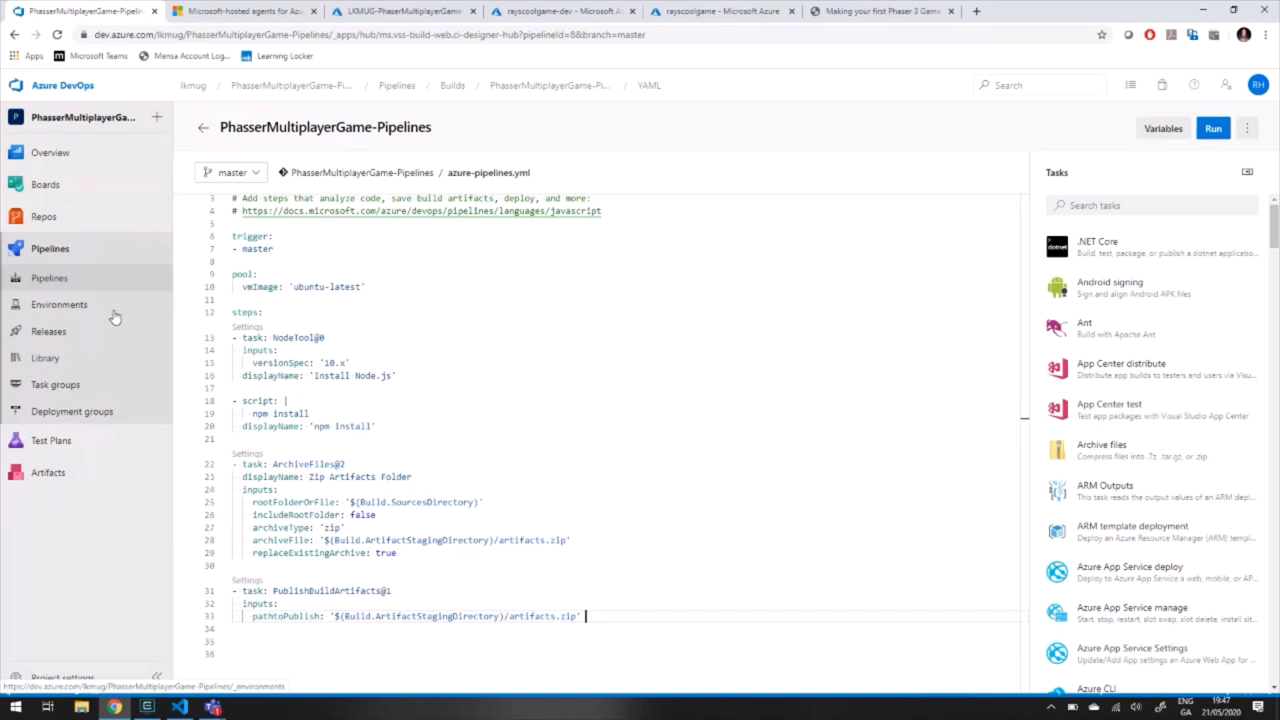 PhasserMultiplayerGame-Pipelines
Microsoft-hosted agents for Azu
LKMUG-PhaserMultiplayerGame
rayscoolgame-dev - Microsoft A
rayscoolgame - Microsoft Azure
Making your first Phaser 3 Game
dev.azure.com/lkmug/PhasserMultiplayerGame-Pipelines/_apps/hub/ms.vss-build-web.ci-designer-hub?pipelineId=8&branch=master
Apps
Microsoft Teams
Mensa Account Log...
Learning Locker
Azure DevOps
lkmug / PhasserMultiplayerGame-Pi... / Pipelines / Builds / PhasserMultiplayerGame-Pi... / YAML
Search
RH
P
PhasserMultiplayerGa...
PhasserMultiplayerGame-Pipelines
Variables
Run
Overview
Boards
Repos
Pipelines
Pipelines
Environments
Releases
Library
Task groups
Deployment groups
Test Plans
Artifacts
Project settings
https://dev.azure.com/lkmug/PhasserMultiplayerGame-Pipelines/_environments
master
PhasserMultiplayerGame-Pipelines / azure-pipelines.yml
3 # Add steps that analyze code, save build artifacts, deploy, and more:
4 # https://docs.microsoft.com/azure/devops/pipelines/languages/javascript
5
6 trigger:
7 - master
8
9 pool:
10 vmImage: 'ubuntu-latest'
11
12 steps:
Settings
13 - task: NodeTool@0
14 inputs:
15 versionSpec: '10.x'
16 displayName: 'Install Node.js'
17
18 - script: |
19 npm install
20 displayName: 'npm install'
21
Settings
22 - task: ArchiveFiles@2
23 displayName: Zip Artifacts Folder
24 inputs:
25 rootFolderOrFile: '$(Build.SourcesDirectory)'
26 includeRootFolder: false
27 archiveType: 'zip'
28 archiveFile: '$(Build.ArtifactStagingDirectory)/artifacts.zip'
29 replaceExistingArchive: true
30
Settings
31 - task: PublishBuildArtifacts@1
32 inputs:
33 pathtoPublish: '$(Build.ArtifactStagingDirectory)/artifacts.zip'
34
35
36
Tasks
Search tasks
.NET Core
Build, test, package, or publish a dotnet applicatio...
Android signing
Sign and align Android APK files
Ant
Build with Apache Ant
App Center distribute
Distribute app builds to testers and users via Visu...
App Center test
Test app packages with Visual Studio App Center
Archive files
Compress files into .7z, .tar.gz, or .zip
ARM Outputs
This task reads the output values of an ARM depl...
ARM template deployment
Deploy an Azure Resource Manager (ARM) templ...
Azure App Service deploy
Deploy to Azure App Service a web, mobile, or AP...
Azure App Service manage
Start, stop, restart, slot swap, slot delete, install sit...
Azure App Service Settings
Update/Add App settings an Azure Web App for ...
Azure CLI
ENG
GA
19:47
21/05/2020